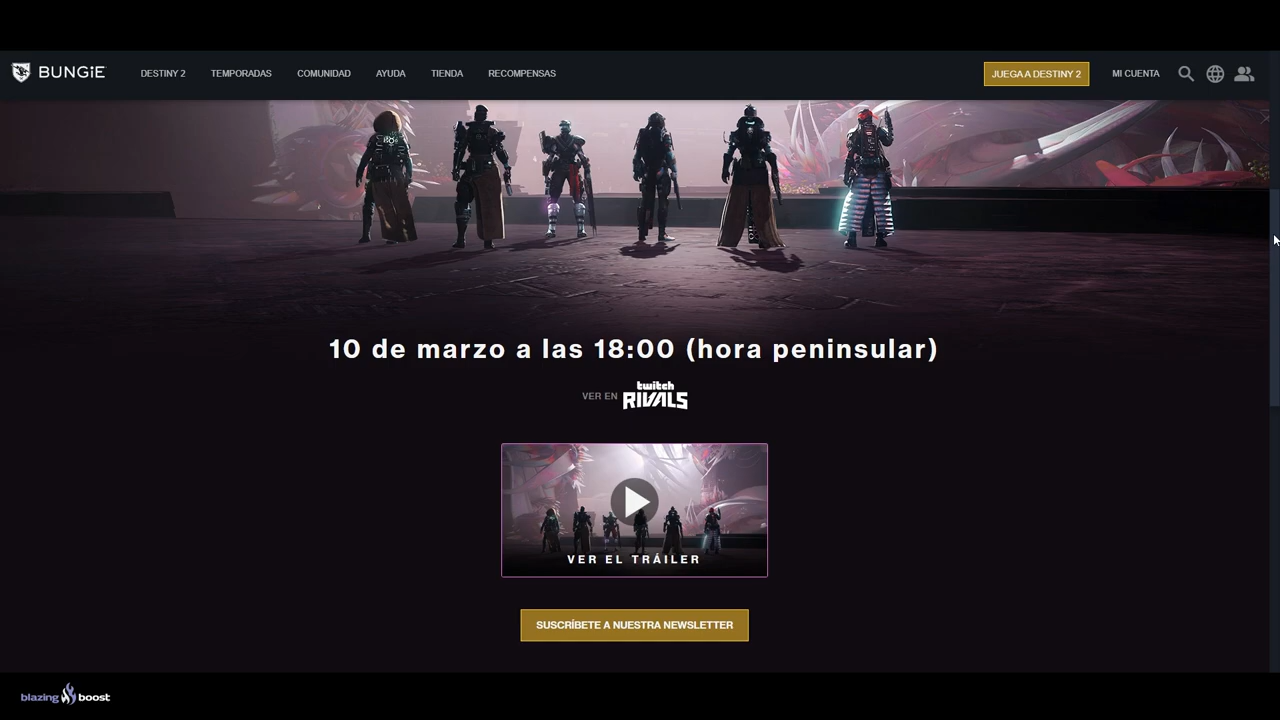 BUNGiE
DESTINY 2 TEMPORADAS COMUNIDAD AYUDA TIENDA RECOMPENSAS JUEGA A DESTINY 2 MI CUENTA
10 de marzo a las 18:00 (hora peninsular)
VER EN twitch RIVALS
VER EL TRÁILER
SUSCRÍBETE A NUESTRA NEWSLETTER
blazing boost